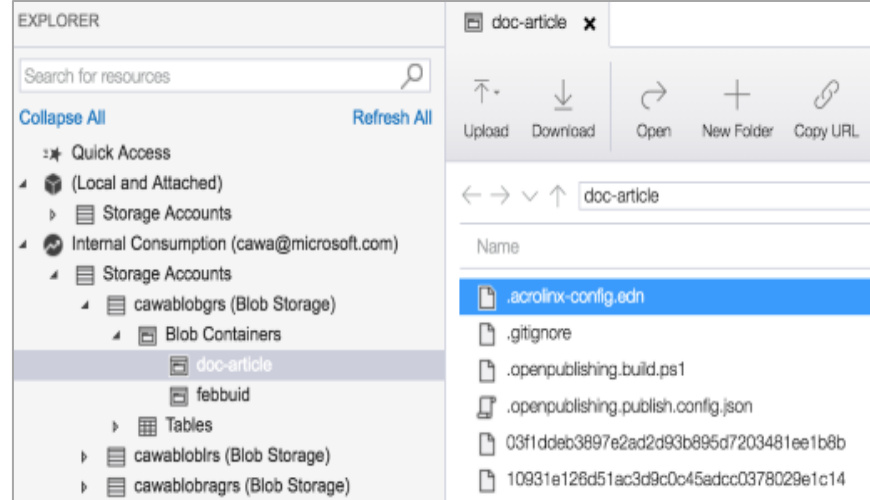 EXPLORER
Search for resources
Collapse All
Refresh All
Quick Access
(Local and Attached)
Storage Accounts
Internal Consumption (cawa@microsoft.com)
Storage Accounts
cawablobgrs (Blob Storage)
Blob Containers
doc-article
febbuid
Tables
cawabloblrs (Blob Storage)
cawablobragrs (Blob Storage)
doc-article
Upload
Download
Open
New Folder
Copy URL
doc-article
Name
.acrolinx-config.edn
.gitignore
.openpublishing.build.ps1
.openpublishing.publish.config.json
03f1ddeb3897e2ad2d93b895d7203481ee1b8b
10931e126d51ac3d9c0c45adcc0378029e1c14